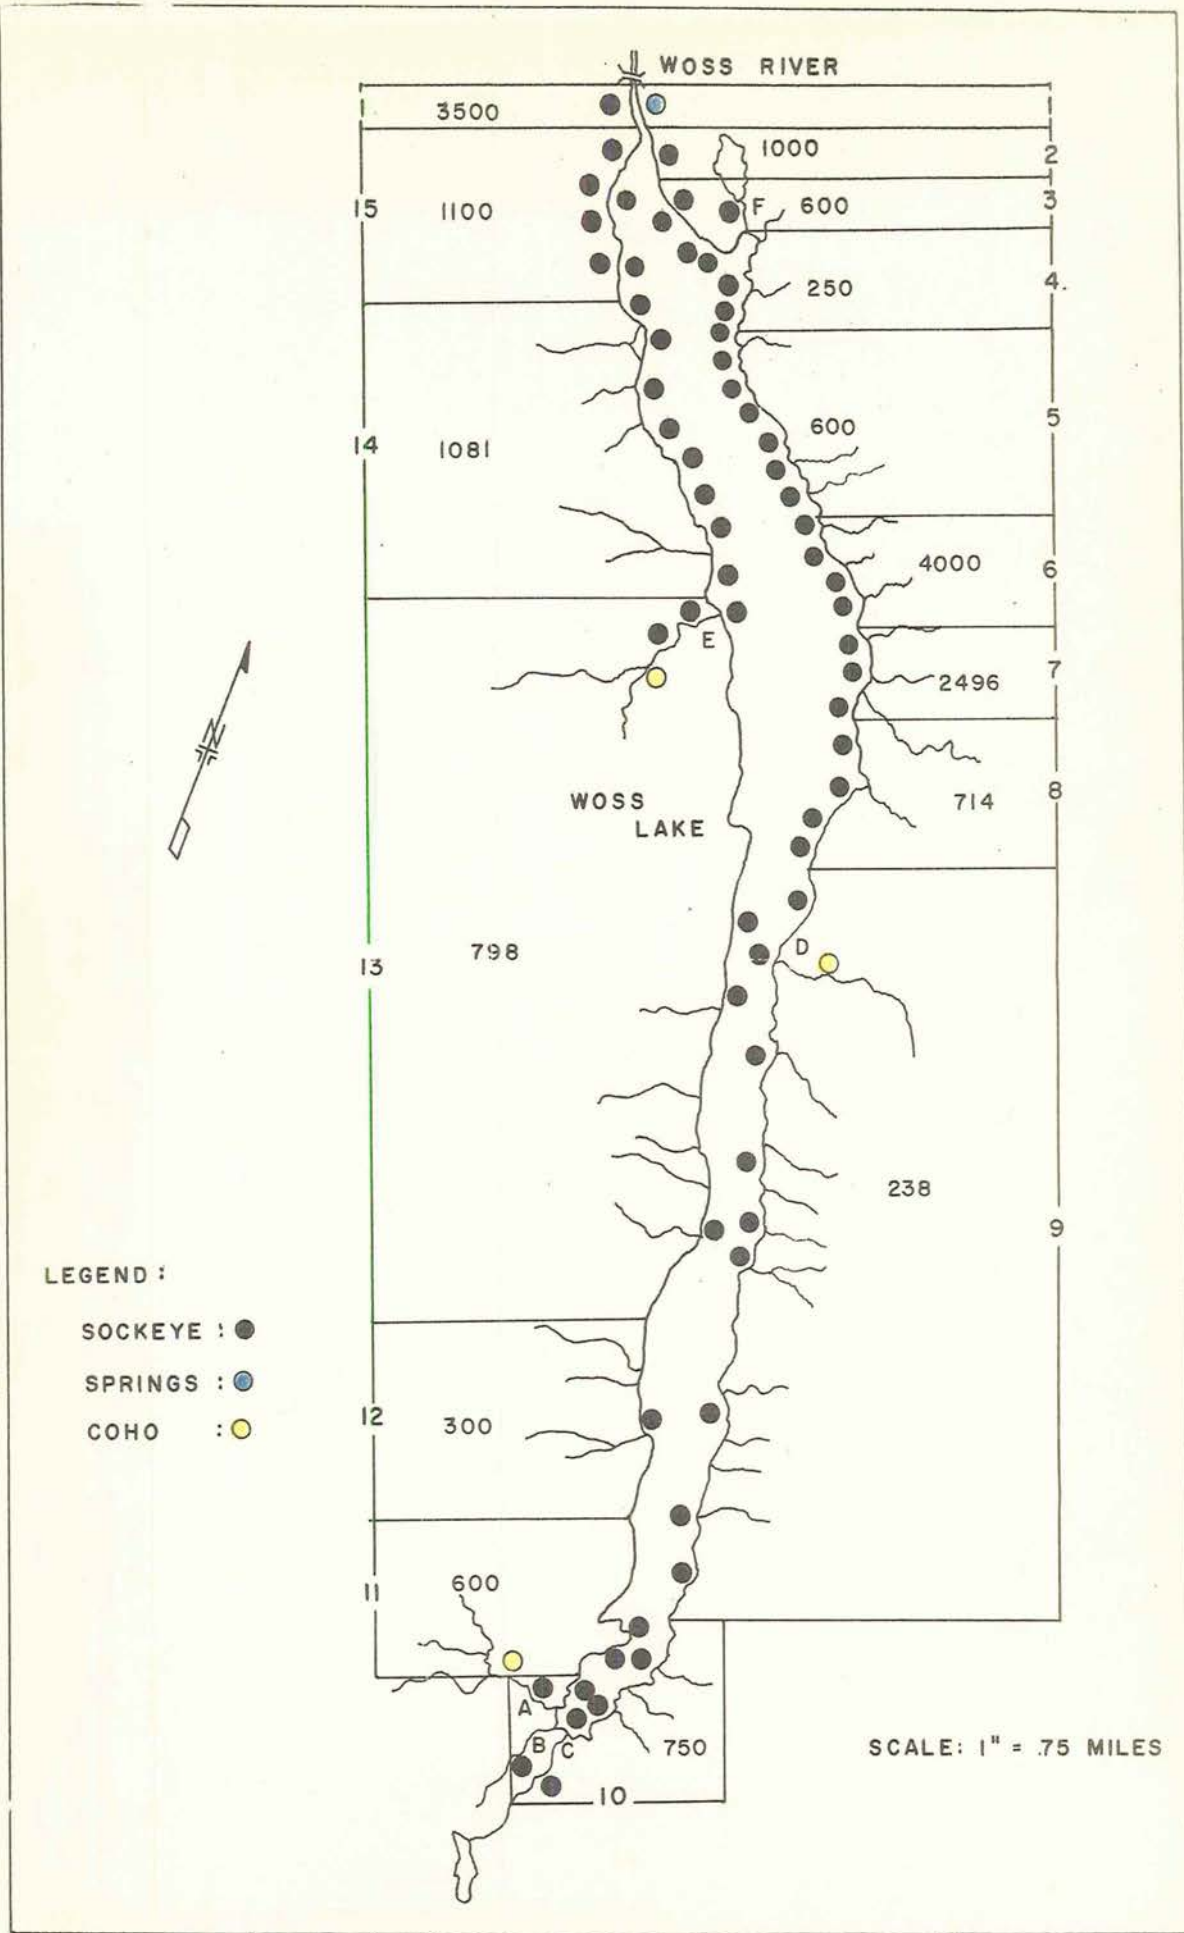 WOSS RIVER
1
3500
1
1000
2
15
1100
F
600
3
250
4.
14
1081
600
5
4000
6
E
2496
7
N
WOSS
LAKE
714
8
13
798
D
238
9
LEGEND :
SOCKEYE :
SPRINGS :
COHO :
12
300
11
600
A
B
C
750
10
SCALE: 1" = .75 MILES